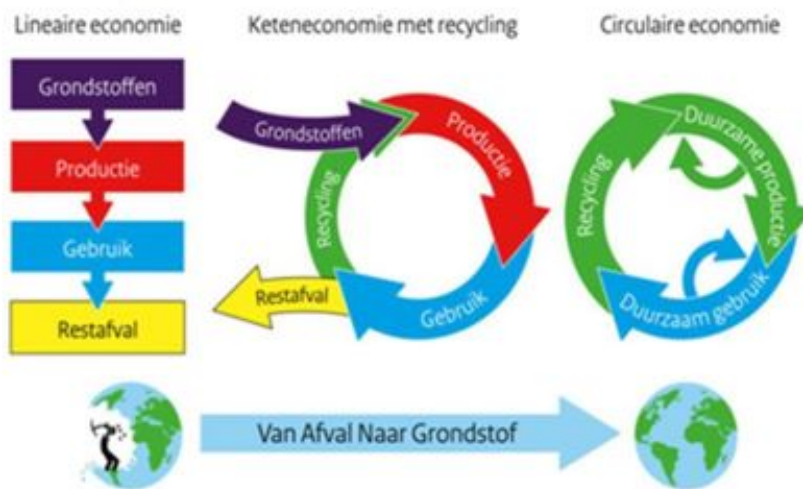 Lineaire economie
Keteneconomie met recycling
Circulaire economie
Grondstoffen
Productie
Gebruik
Restafval
Grondstoffen
Productie
Gebruik
Restafval
Recycling
Duurzame productie
Duurzaam gebruik
Recycling
Van Afval Naar Grondstof